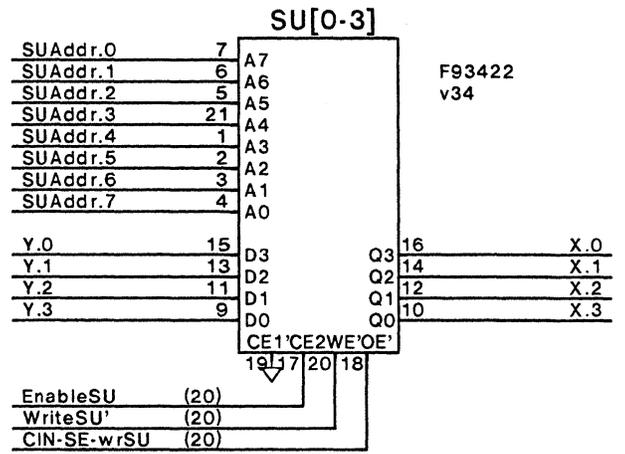 SU[0-3]
SUAddr.0 7 A7
SUAddr.1 6 A6
SUAddr.2 5 A5
SUAddr.3 21 A4
SUAddr.4 1 A3
SUAddr.5 2 A2
SUAddr.6 3 A1
SUAddr.7 4 A0
F93422
v34
Y.0 15 D3 Q3 16 X.0
Y.1 13 D2 Q2 14 X.1
Y.2 11 D1 Q1 12 X.2
Y.3 9 D0 Q0 10 X.3
CE1'CE2WE'OE'
19 17 20 18
EnableSU (20)
WriteSU' (20)
CIN-SE-wrSU (20)